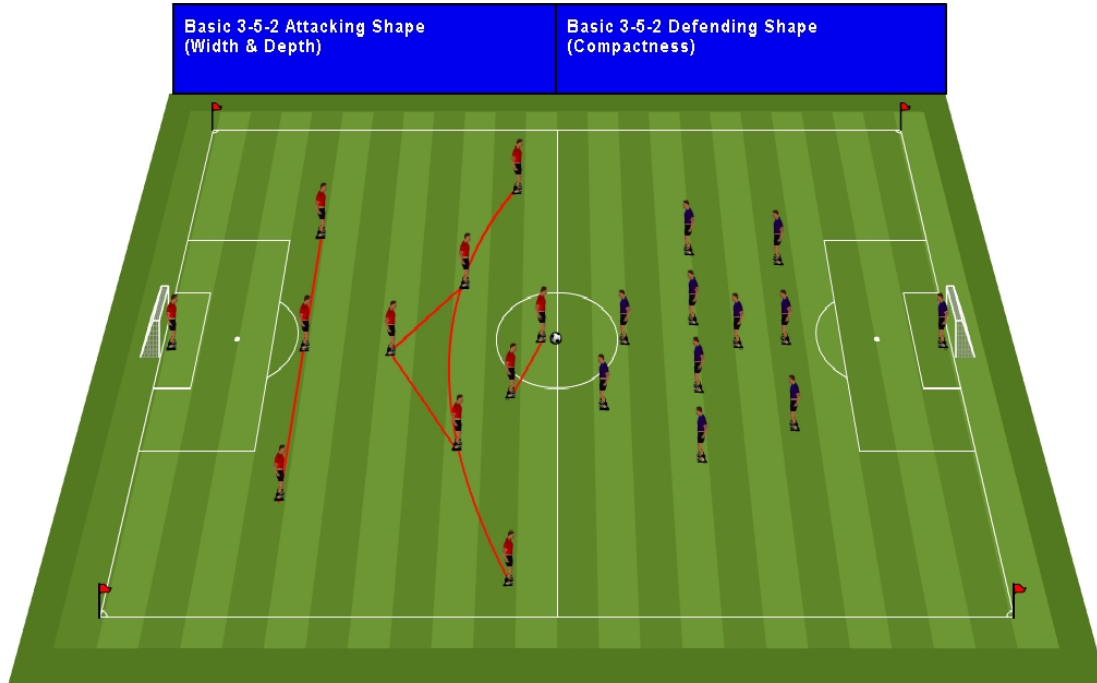 Basic 3-5-2 Attacking Shape
(Width & Depth)
Basic 3-5-2 Defending Shape
(Compactness)